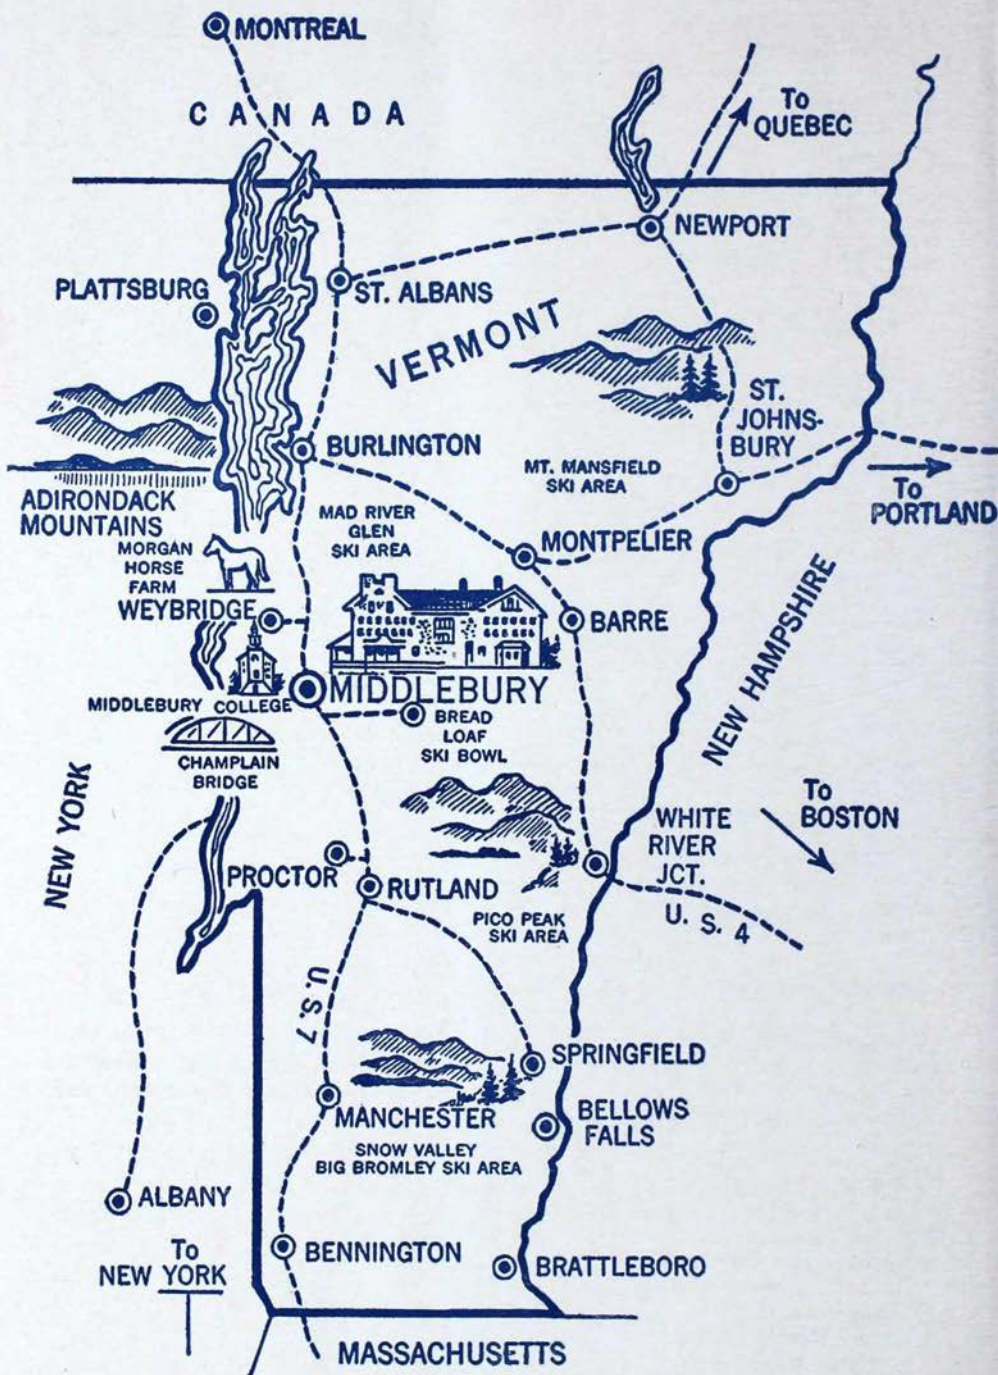 MONTREAL
CANADA
To
QUEBEC
NEWPORT
PLATTSBURG
ST. ALBANS
VERMONT
ST.
JOHNS-
BURY
BURLINGTON
MT. MANSFIELD
SKI AREA
To
PORTLAND
ADIRONDACK
MOUNTAINS
MAD RIVER
GLEN
SKI AREA
MONTPELIER
MORGAN
HORSE
FARM
WEYBRIDGE
BARRE
NEW HAMPSHIRE
MIDDLEBURY
MIDDLEBURY COLLEGE
BREAD
LOAF
SKI BOWL
CHAMPLAIN
BRIDGE
NEW YORK
To
BOSTON
WHITE
RIVER
JCT.
PROCTOR
RUTLAND
U. S. 4
PICO PEAK
SKI AREA
U.S.7
SPRINGFIELD
MANCHESTER
BELLOWS
FALLS
SNOW VALLEY
BIG BROMLEY SKI AREA
ALBANY
To
NEW YORK
BENNINGTON
BRATTLEBORO
MASSACHUSETTS